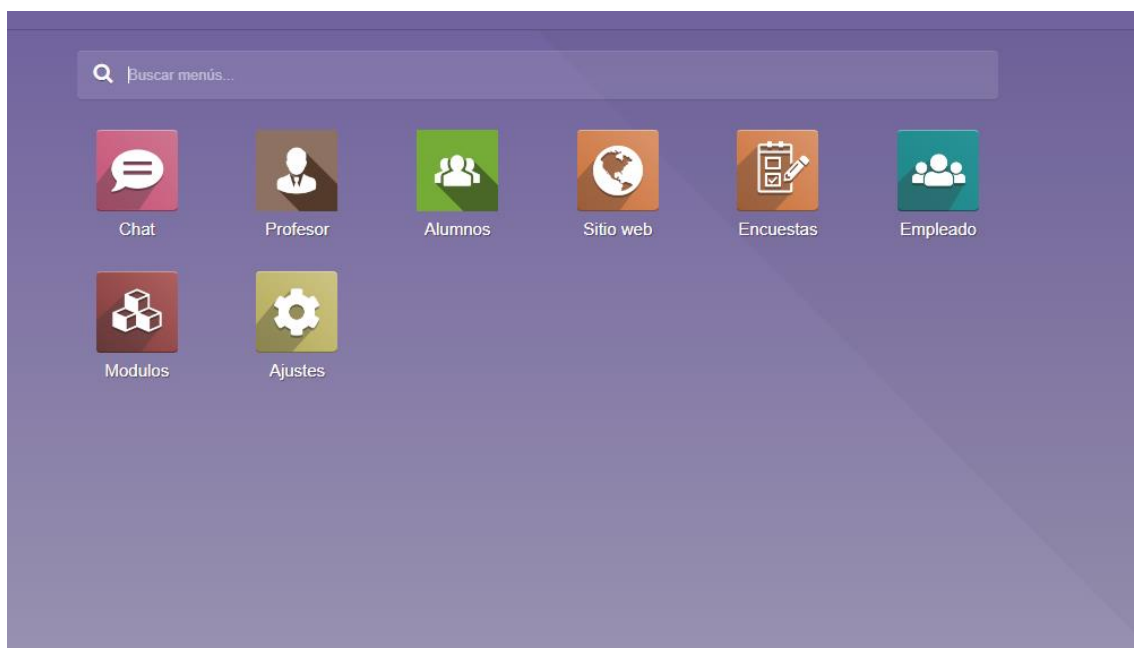 Buscar menús...
Chat Profesor Alumnos Sitio web Encuestas Empleado
Modulos Ajustes